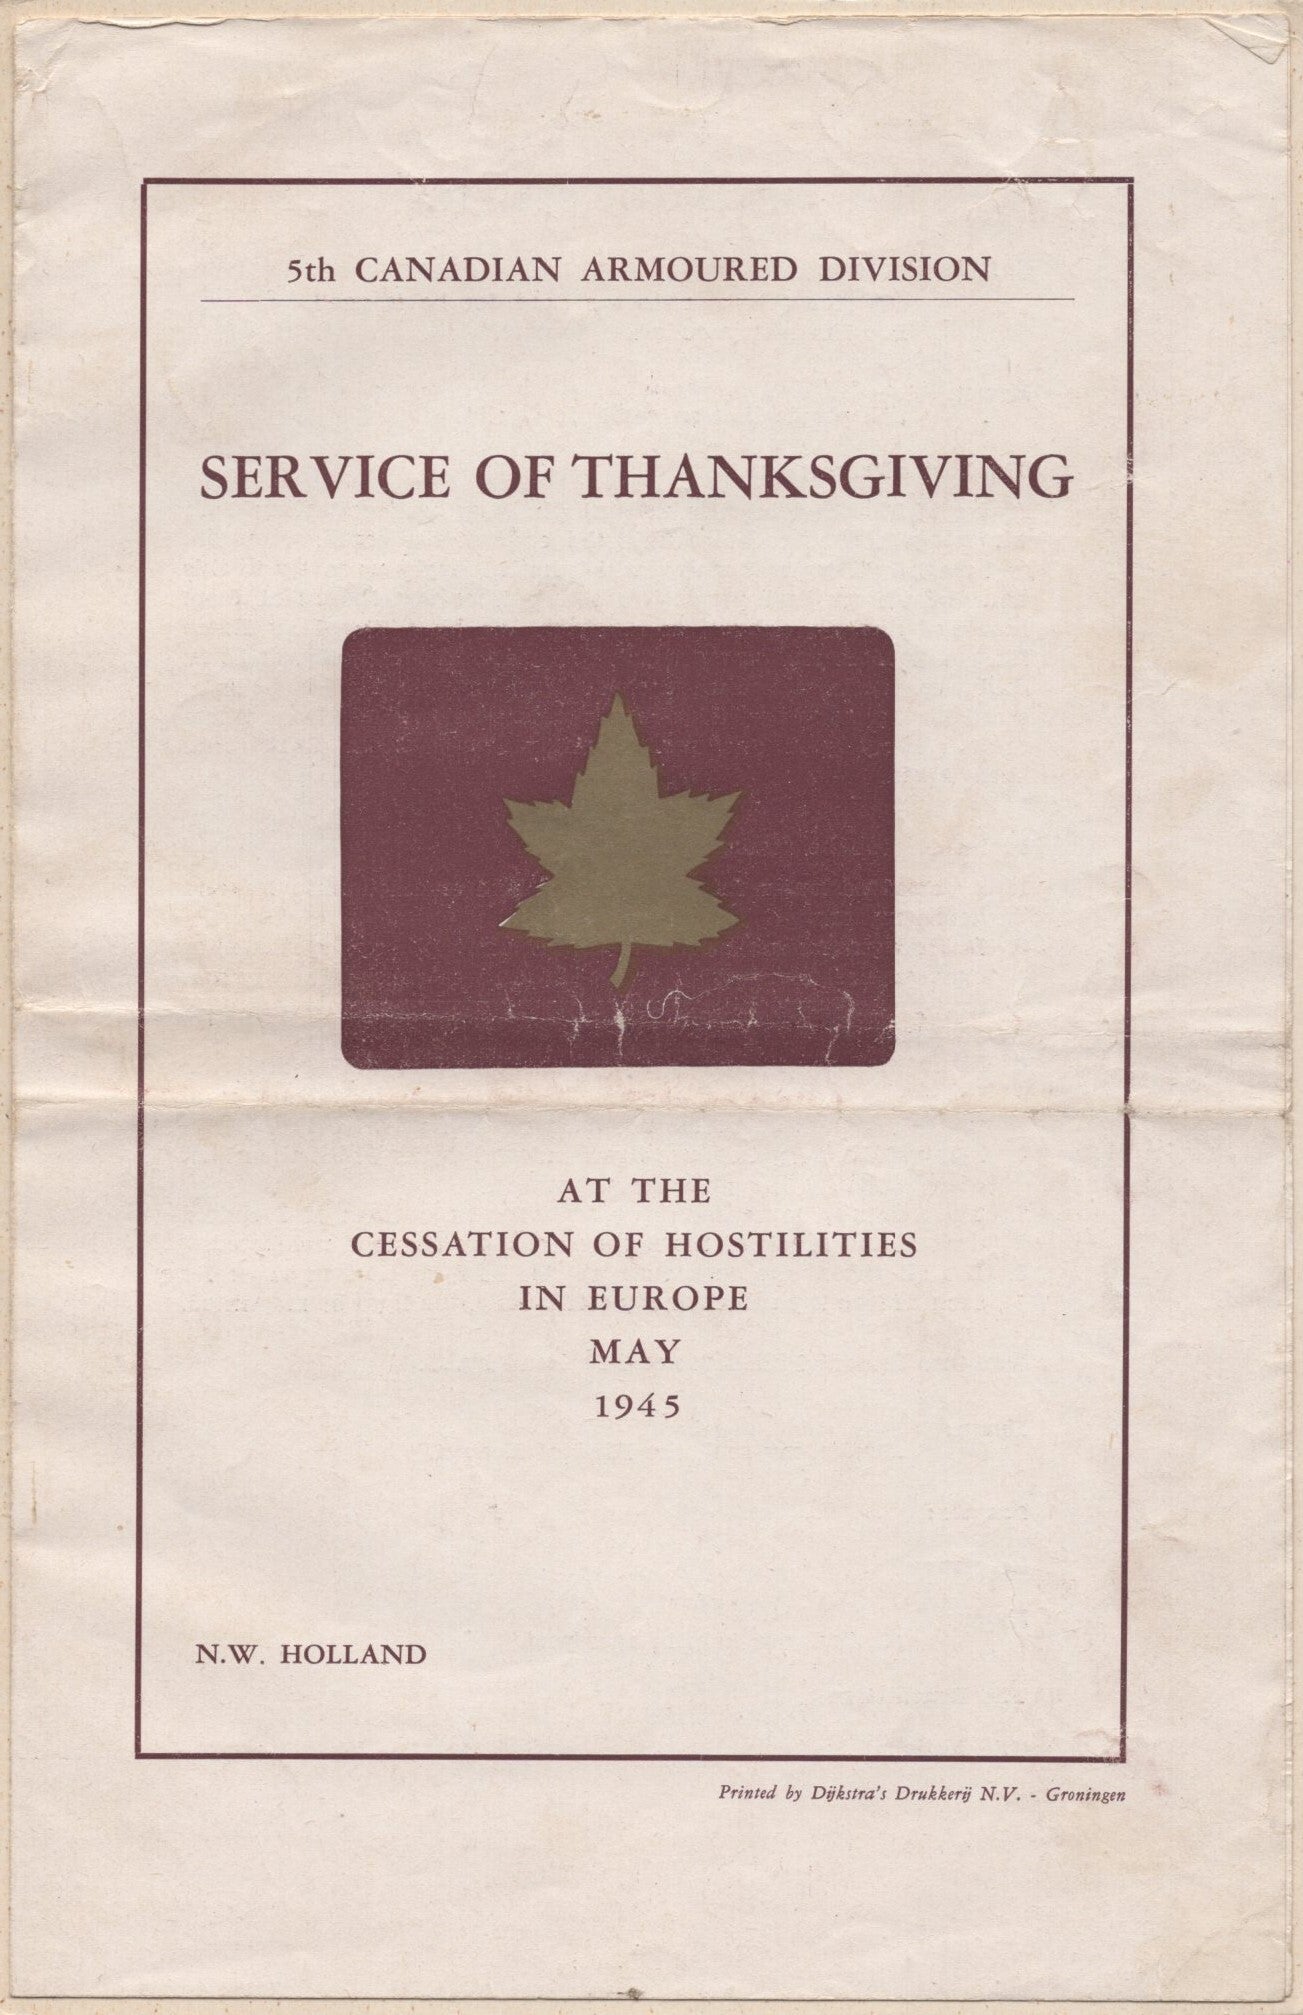 5th CANADIAN ARMOURED DIVISION
SERVICE OF THANKSGIVING
AT THE
CESSATION OF HOSTILITIES
IN EUROPE
MAY
1945
N.W. HOLLAND
Printed by Dijkstra's Drukkerij N.V. - Groningen